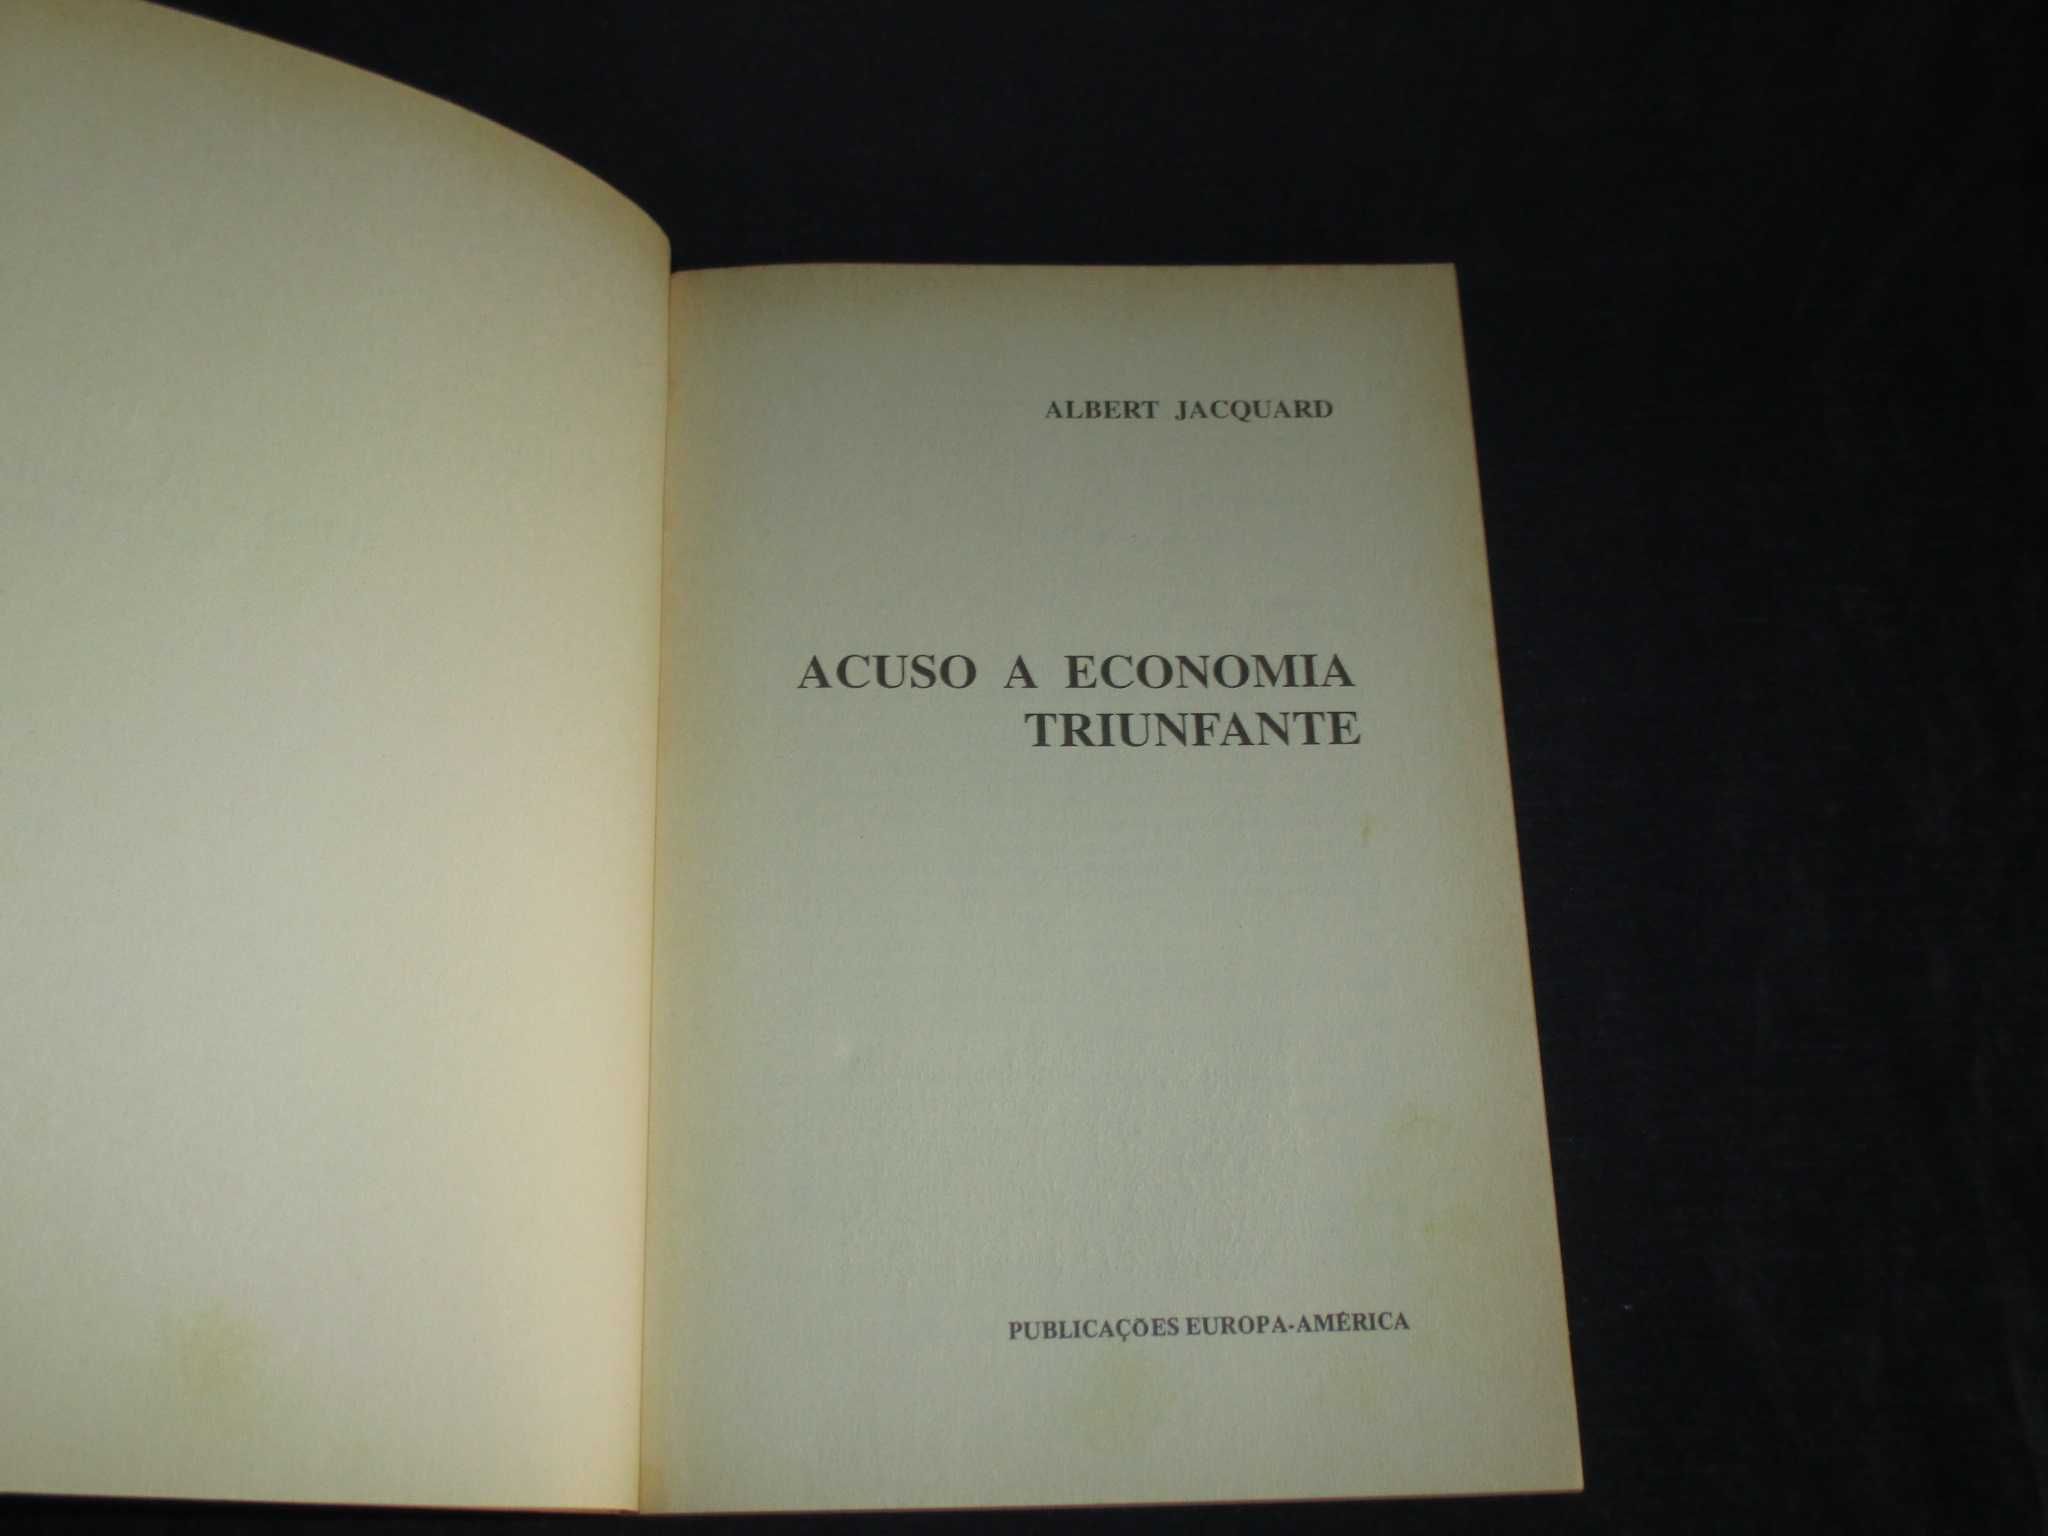 ALBERT JACQUARD
ACUSO A ECONOMIA
TRIUNFANTE
PUBLICAÇÕES EUROPA-AMÉRICA